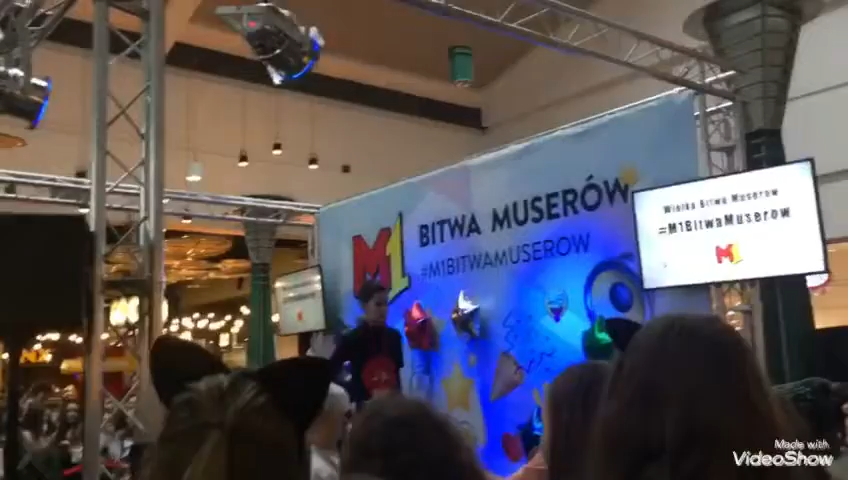 BITWA MUSERÓW
#M1BITWAMUSEROW
M1
Wielka Bitwa Muserow
#M1BitwaMuserow
M1
Made with
VideoShow